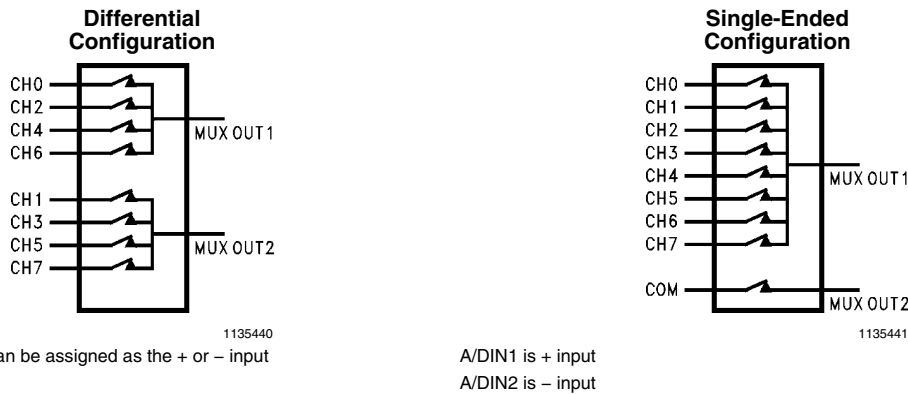 Differential
Configuration
CH0
CH2
CH4
CH6
MUX OUT1
CH1
CH3
CH5
CH7
MUX OUT2
1135440
can be assigned as the + or − input
Single-Ended
Configuration
CH0
CH1
CH2
CH3
CH4
CH5
CH6
CH7
MUX OUT1
COM
MUX OUT2
1135441
A/DIN1 is + input
A/DIN2 is − input